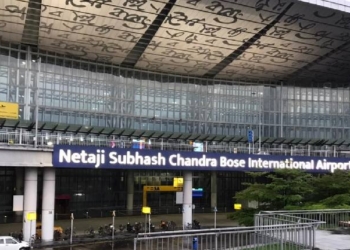 Netaji Subhash Chandra Bose International Airport